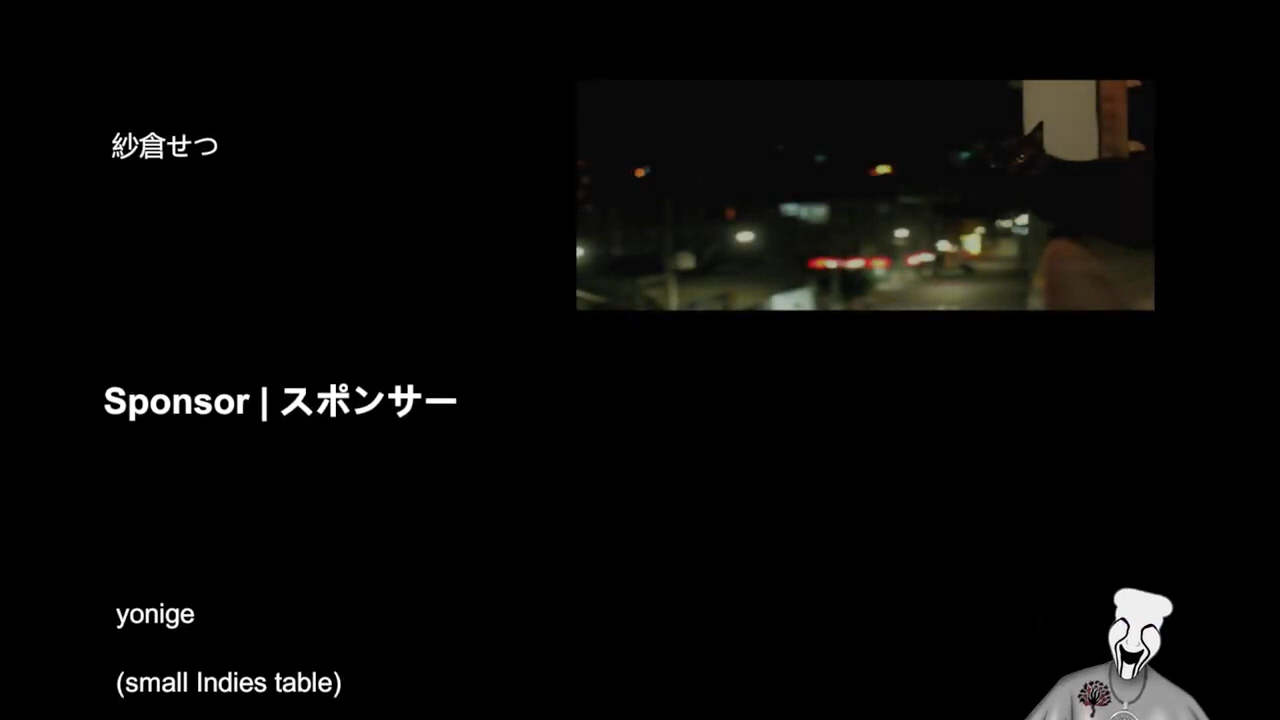 紗倉せつ
Sponsor | スポンサー
yonige
(small Indies table)